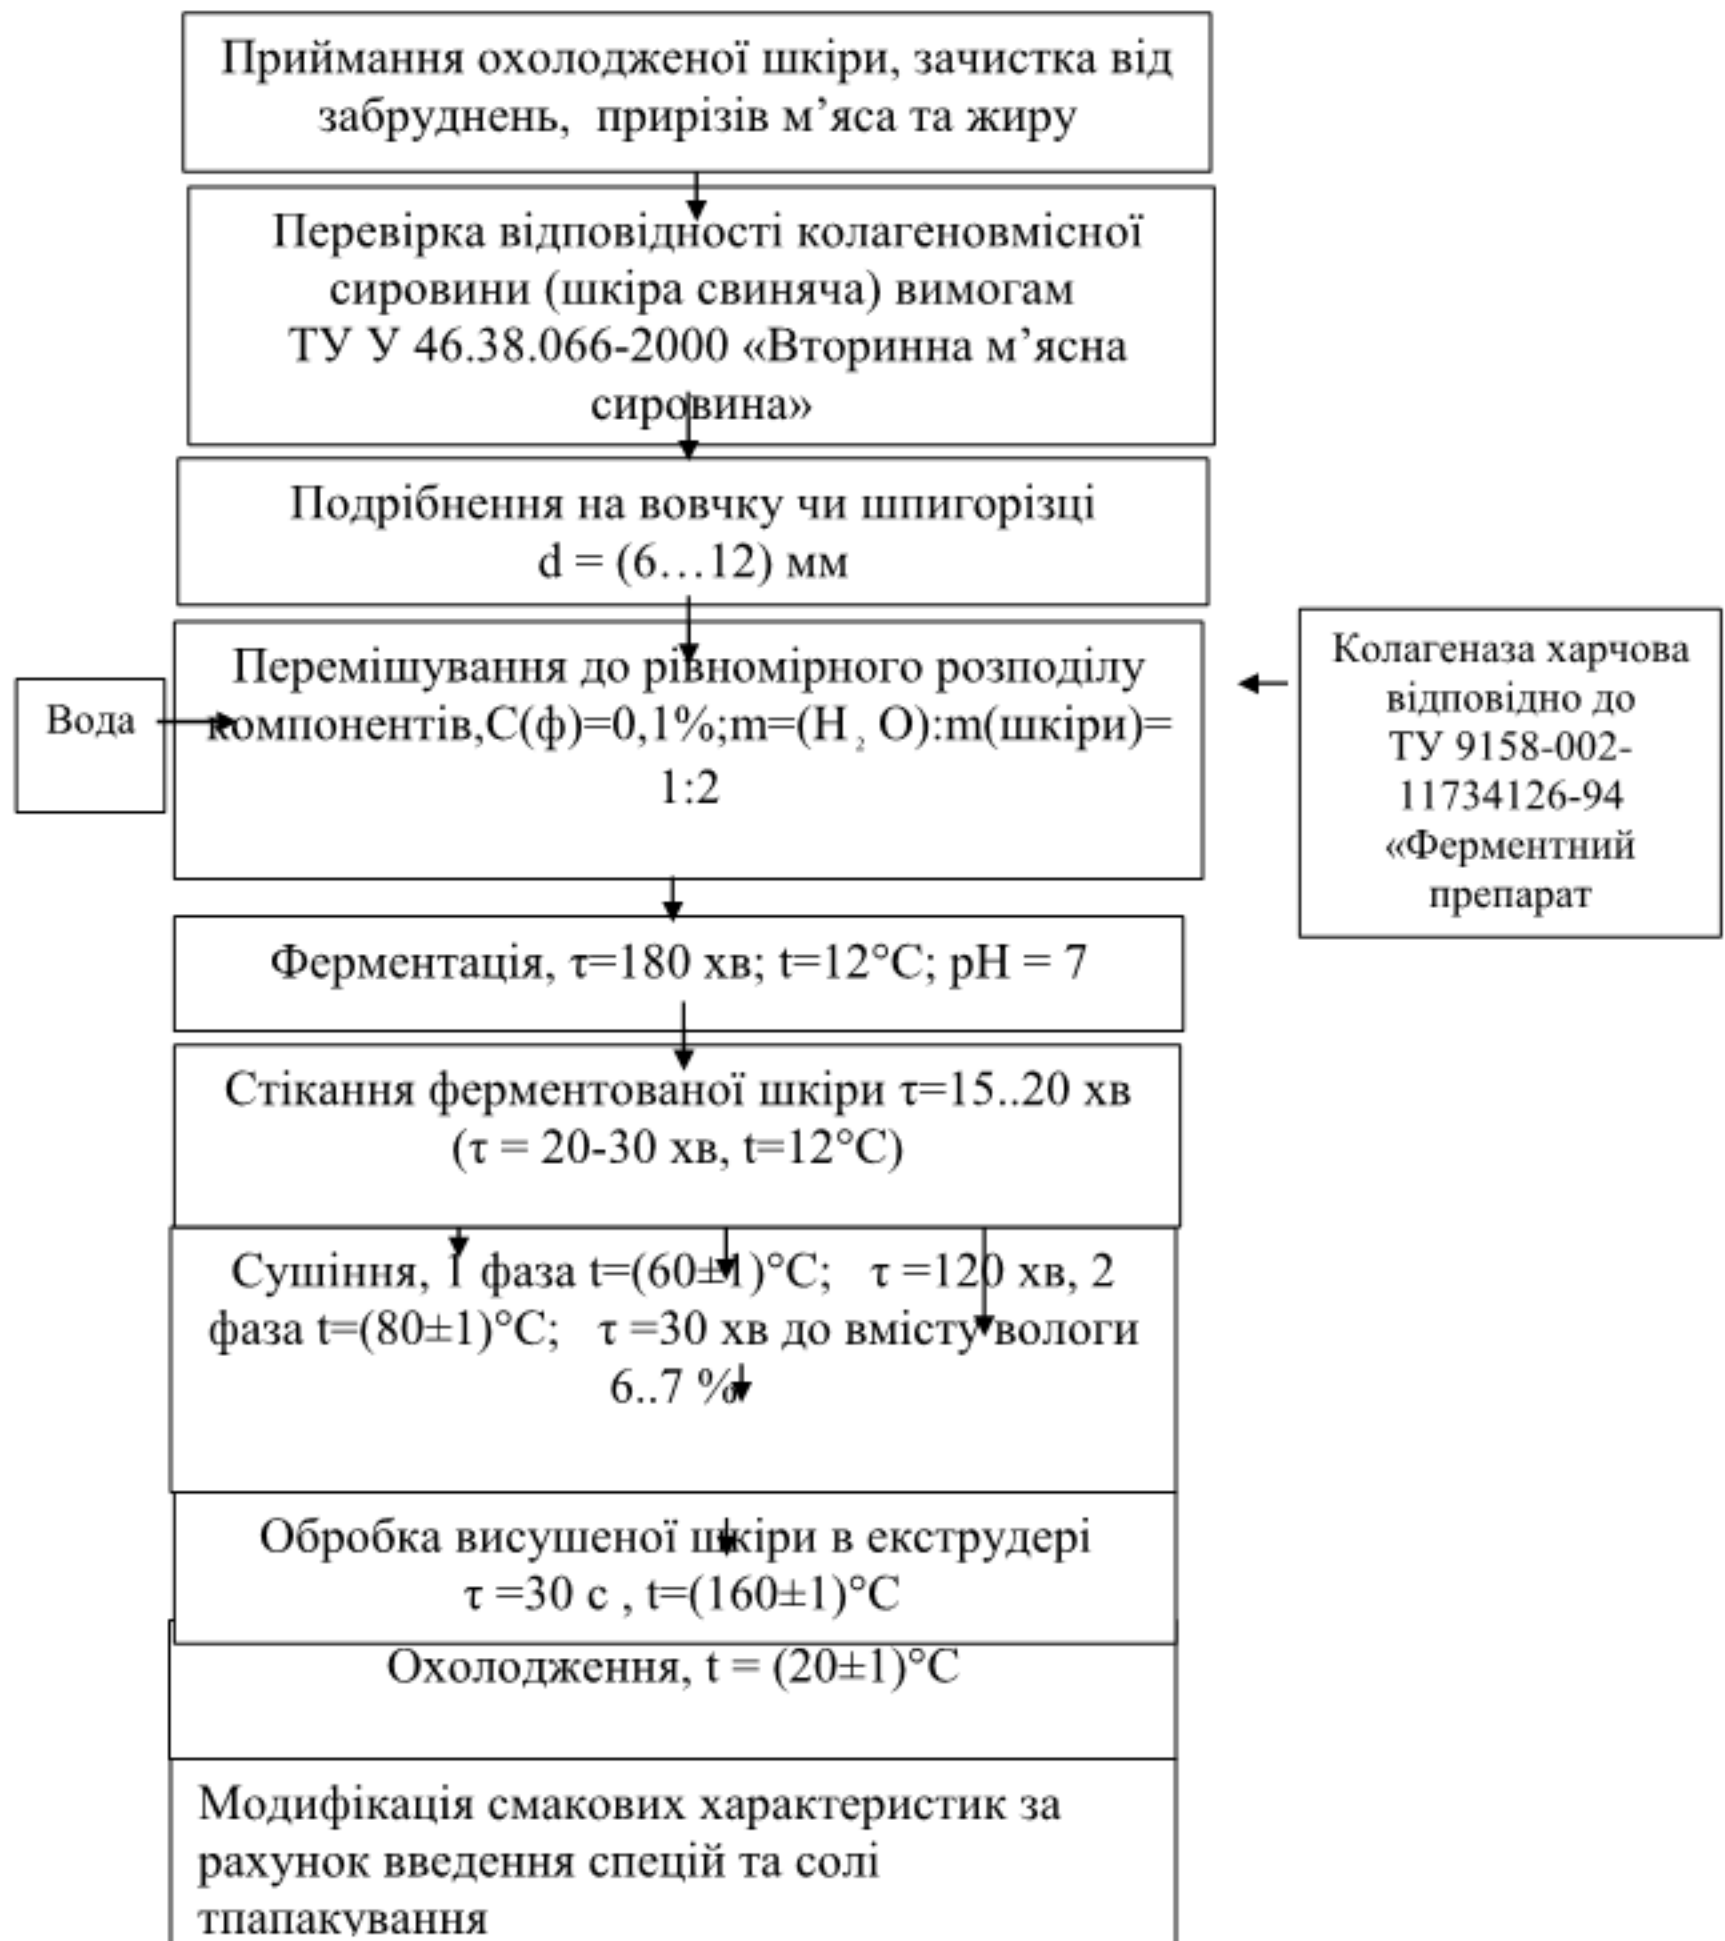 Приймання охолодженої шкіри, зачистка від
забруднень, прирізів м’яса та жиру
Перевірка відповідності колагеновмісної
сировини (шкіра свиняча) вимогам
ТУ У 46.38.066-2000 «Вторинна м’ясна
сировина»
Подрібнення на вовчку чи шпигорізці
d = (6…12) мм
Перемішування до рівномірного розподілу
компонентів,С(ф)=0,1%;m=(H₂ O):m(шкіри)=
1:2
Вода
Колагеназа харчова
відповідно до
ТУ 9158-002-
11734126-94
«Ферментний
препарат
Ферментація, τ=180 хв; t=12°С; pH = 7
Стікання ферментованої шкіри τ=15..20 хв
(τ = 20-30 хв, t=12°С)
Сушіння, 1 фаза t=(60±1)°С; τ =120 хв, 2
фаза t=(80±1)°С; τ =30 хв до вмісту вологи
6..7 %
Обробка висушеної шкіри в екструдері
τ =30 с , t=(160±1)°С
Охолодження, t = (20±1)°С
Модифікація смакових характеристик за
рахунок введення спецій та солі
тпапакування